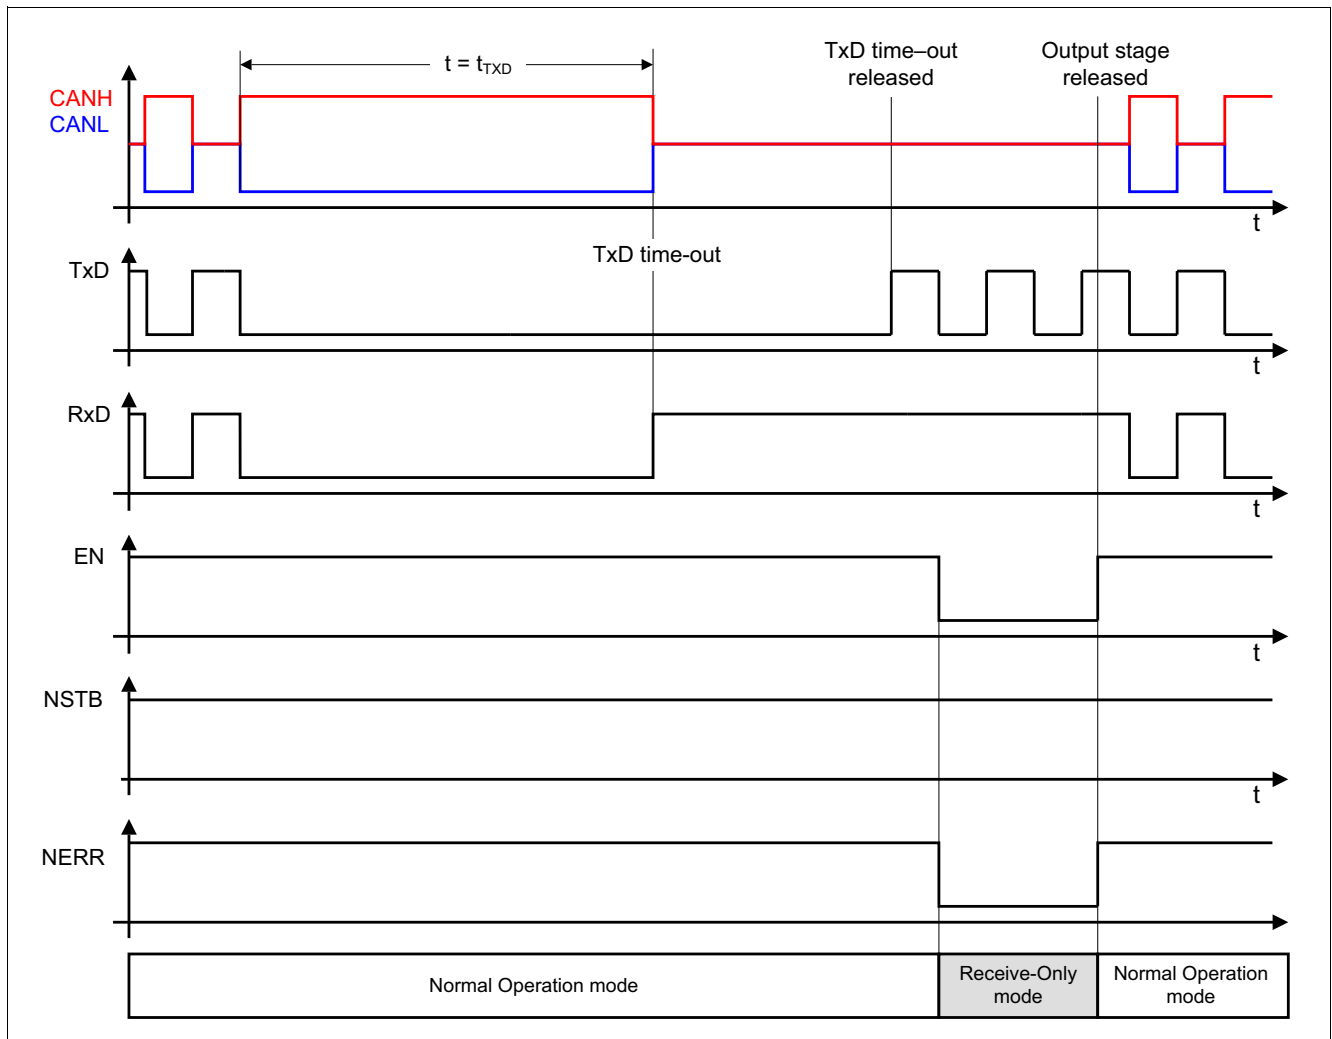 TxD time–out
released
Output stage
released
t = tTXD
CANH
CANL
t
TxD time-out
TxD
t
RxD
t
EN
t
NSTB
t
NERR
Normal Operation mode
Receive-Only
mode
Normal Operation
mode